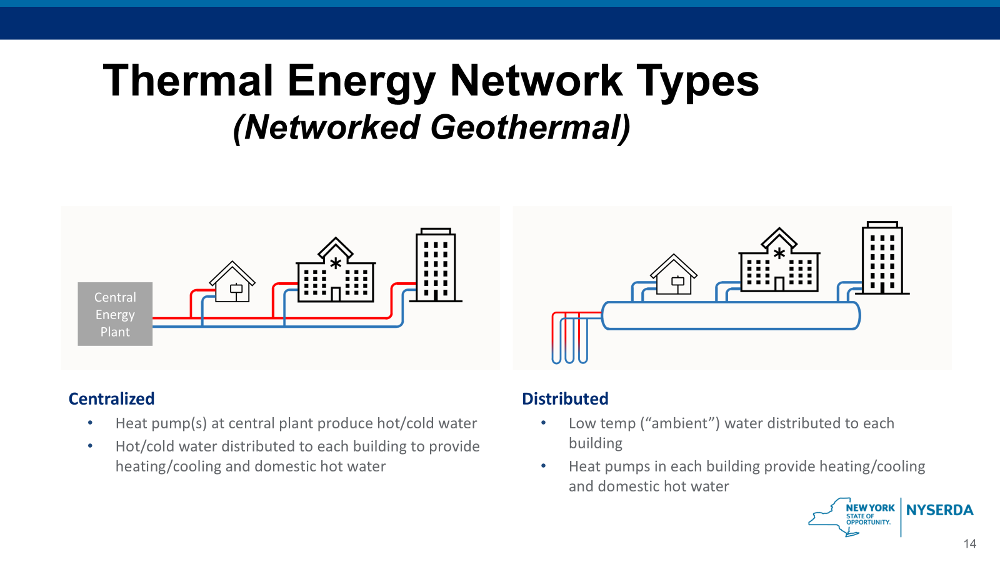 Thermal Energy Network Types
(Networked Geothermal)
Central
Energy
Plant
Centralized
• Heat pump(s) at central plant produce hot/cold water
• Hot/cold water distributed to each building to provide
heating/cooling and domestic hot water
Distributed
• Low temp (“ambient”) water distributed to each
building
• Heat pumps in each building provide heating/cooling
and domestic hot water
NEW YORK
STATE OF
OPPORTUNITY.
NYSERDA
14